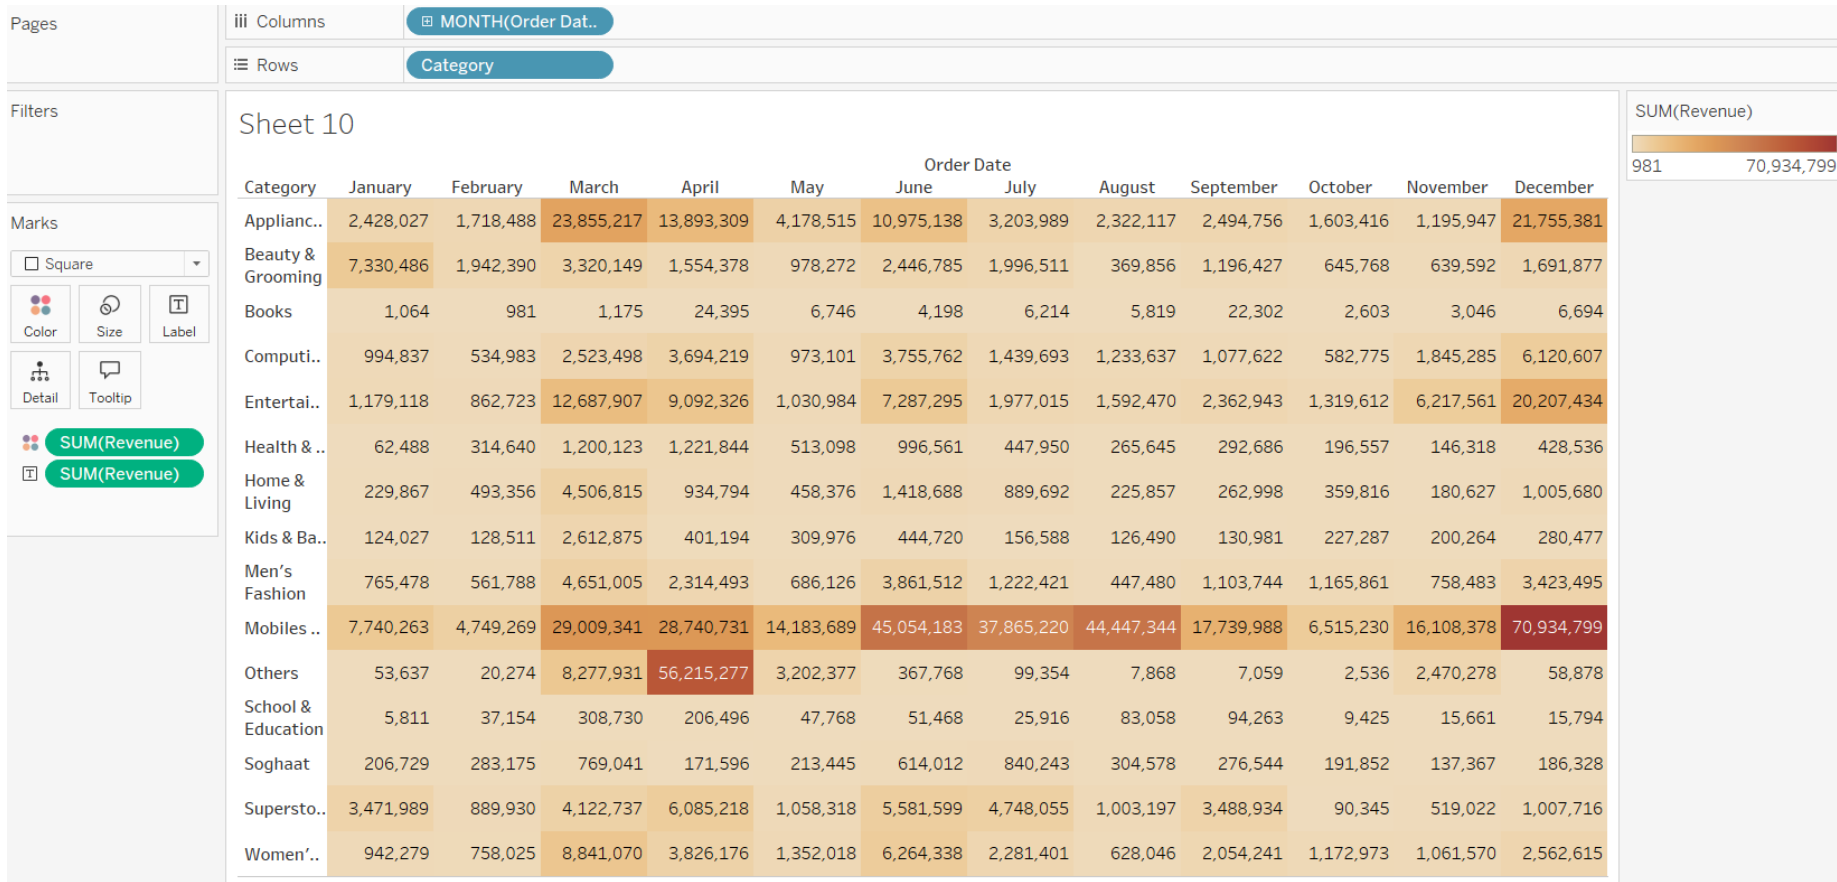 Pages
Columns
MONTH(Order Dat..
Rows
Category
Filters
Marks
Square
Color Size Label
Detail Tooltip
SUM(Revenue)
SUM(Revenue)
Sheet 10
Order Date
Category January February March April May June July August September October November December
Applianc.. 2,428,027 1,718,488 23,855,217 13,893,309 4,178,515 10,975,138 3,203,989 2,322,117 2,494,756 1,603,416 1,195,947 21,755,381
Beauty &
Grooming 7,330,486 1,942,390 3,320,149 1,554,378 978,272 2,446,785 1,996,511 369,856 1,196,427 645,768 639,592 1,691,877
Books 1,064 981 1,175 24,395 6,746 4,198 6,214 5,819 22,302 2,603 3,046 6,694
Computi.. 994,837 534,983 2,523,498 3,694,219 973,101 3,755,762 1,439,693 1,233,637 1,077,622 582,775 1,845,285 6,120,607
Entertai.. 1,179,118 862,723 12,687,907 9,092,326 1,030,984 7,287,295 1,977,015 1,592,470 2,362,943 1,319,612 6,217,561 20,207,434
Health & .. 62,488 314,640 1,200,123 1,221,844 513,098 996,561 447,950 265,645 292,686 196,557 146,318 428,536
Home &
Living 229,867 493,356 4,506,815 934,794 458,376 1,418,688 889,692 225,857 262,998 359,816 180,627 1,005,680
Kids & Ba.. 124,027 128,511 2,612,875 401,194 309,976 444,720 156,588 126,490 130,981 227,287 200,264 280,477
Men's
Fashion 765,478 561,788 4,651,005 2,314,493 686,126 3,861,512 1,222,421 447,480 1,103,744 1,165,861 758,483 3,423,495
Mobiles .. 7,740,263 4,749,269 29,009,341 28,740,731 14,183,689 45,054,183 37,865,220 44,447,344 17,739,988 6,515,230 16,108,378 70,934,799
Others 53,637 20,274 8,277,931 56,215,277 3,202,377 367,768 99,354 7,868 7,059 2,536 2,470,278 58,878
School &
Education 5,811 37,154 308,730 206,496 47,768 51,468 25,916 83,058 94,263 9,425 15,661 15,794
Soghaat 206,729 283,175 769,041 171,596 213,445 614,012 840,243 304,578 276,544 191,852 137,367 186,328
Supersto.. 3,471,989 889,930 4,122,737 6,085,218 1,058,318 5,581,599 4,748,055 1,003,197 3,488,934 90,345 519,022 1,007,716
Women'.. 942,279 758,025 8,841,070 3,826,176 1,352,018 6,264,338 2,281,401 628,046 2,054,241 1,172,973 1,061,570 2,562,615
SUM(Revenue)
981 70,934,799